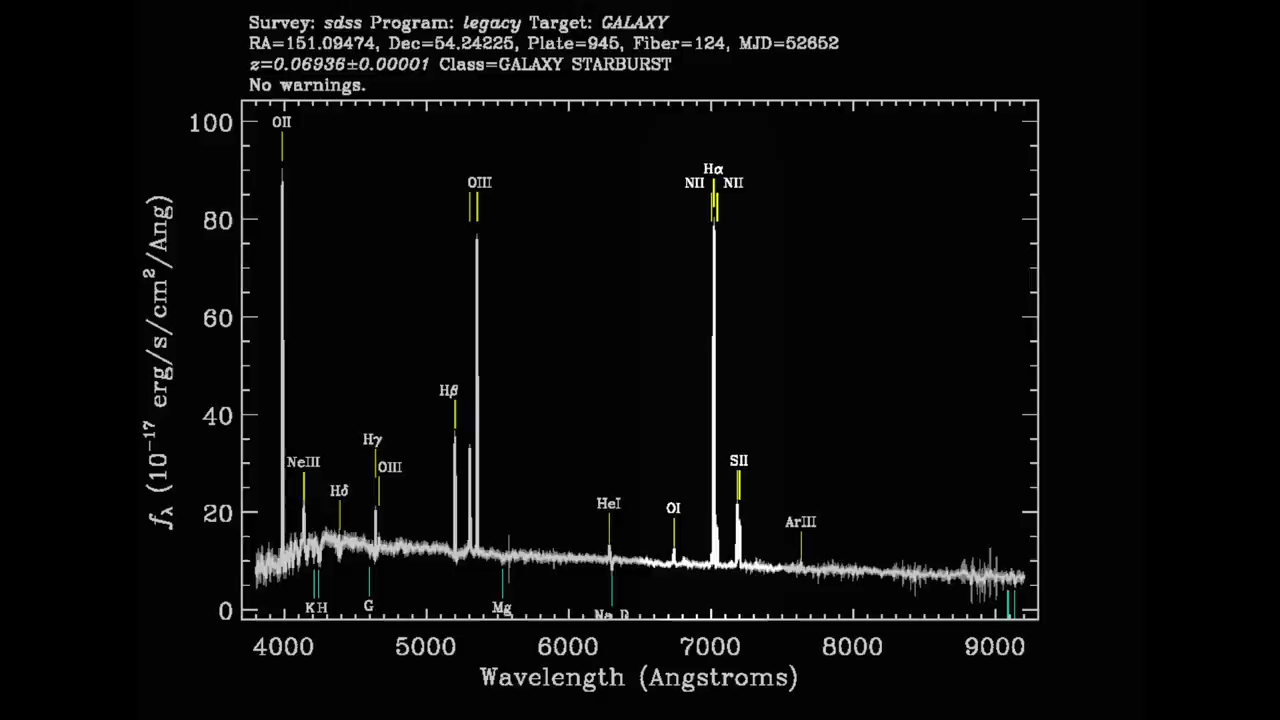 Survey: sdss Program: legacy Target: GALAXY
RA=151.09474, Dec=54.24225, Plate=945, Fiber=124, MJD=52652
z=0.06936±0.00001 Class=GALAXY STARBURST
No warnings.
100
80
60
40
20
0
f_λ (10⁻¹⁷ erg/s/cm²/Ang)
OII
OIII
Hα
NII NII
Hβ
Hγ
NeIII
OIII
SII
Hδ
HeI
OI
ArIII
K H
G
Mg
Na D
4000 5000 6000 7000 8000 9000
Wavelength (Angstroms)